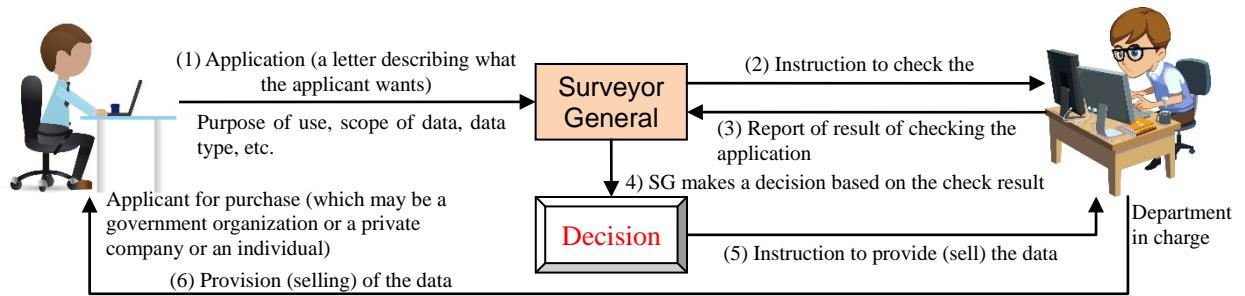 (1) Application (a letter describing what
the applicant wants)
Purpose of use, scope of data, data
type, etc.
Surveyor
General
(2) Instruction to check the
(3) Report of result of checking the
application
4) SG makes a decision based on the check result
Applicant for purchase (which may be a
government organization or a private
company or an individual)
Decision
(5) Instruction to provide (sell) the data
Department
in charge
(6) Provision (selling) of the data